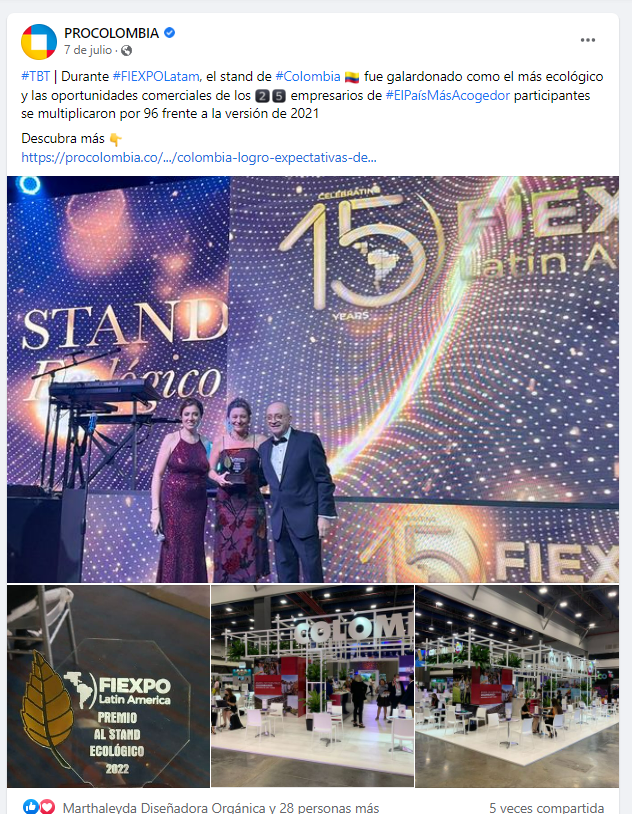 PROCOLOMBIA
7 de julio ·
#TBT | Durante #FIEXPOLatam, el stand de #Colombia 🇨🇴 fue galardonado como el más ecológico
y las oportunidades comerciales de los 2️⃣ 5️⃣ empresarios de #ElPaísMásAcogedor participantes
se multiplicaron por 96 frente a la versión de 2021
Descubra más 👇
https://procolombia.co/.../colombia-logro-expectativas-de...
CELEBRATING
15
YEARS
FIEX
Latin A
STAND
Ecológico
15
FIEXPO
FIEXPO
Latin America
PREMIO
AL STAND
ECOLÓGICO
2022
COLOM
Marthaleyda Diseñadora Orgánica y 28 personas más
5 veces compartida